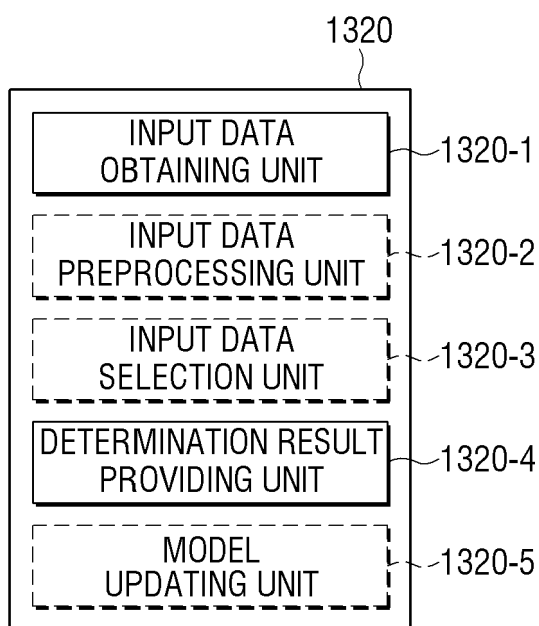 1320
INPUT DATA
OBTAINING UNIT
1320-1
INPUT DATA
PREPROCESSING UNIT
1320-2
INPUT DATA
SELECTION UNIT
1320-3
DETERMINATION RESULT
PROVIDING UNIT
1320-4
MODEL
UPDATING UNIT
1320-5